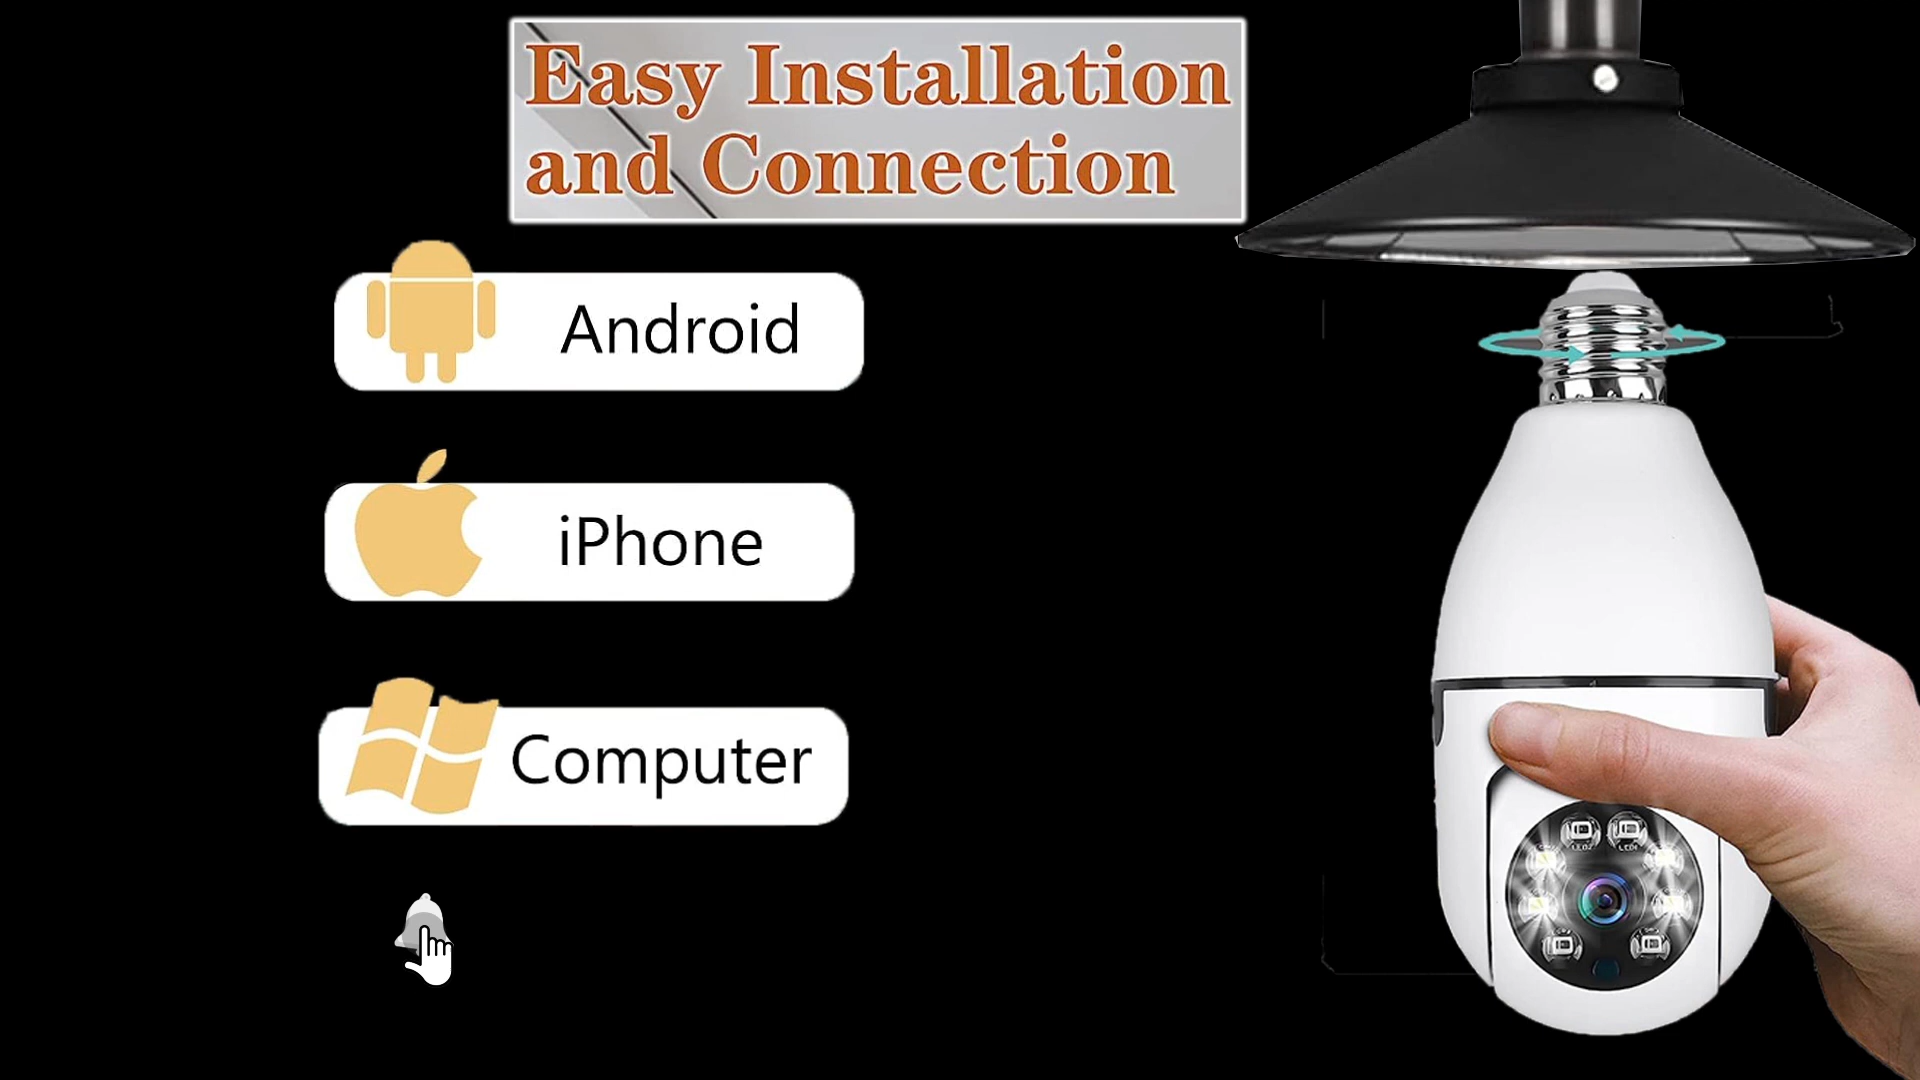 Easy Installation
and Connection
Android
iPhone
Computer